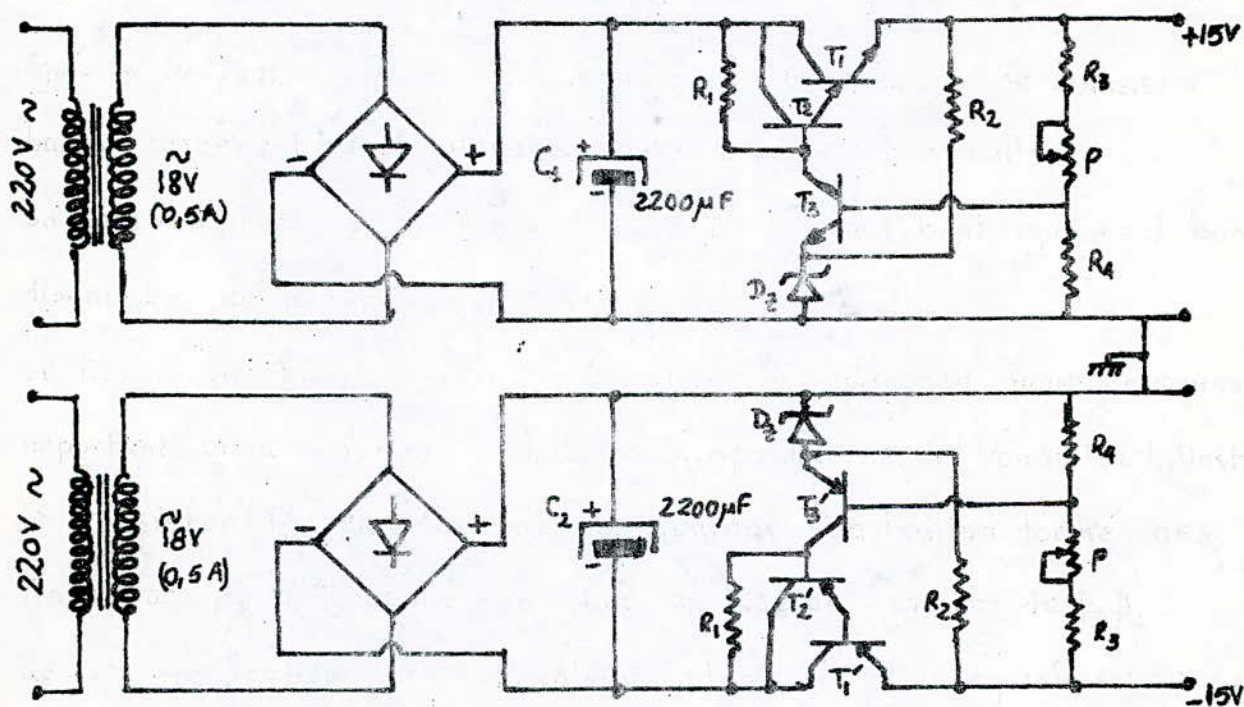 220V ~
~
18V
(0,5A)
-
+
C1
+
-
2200µF
R1
T1
T2
T3
Dz
R2
R3
P
R4
+15V
220V ~
~
18V
(0,5A)
-
+
C2
+
-
2200µF
Dz
T3'
R1
T2'
T1'
R2
R4
P
R3
-15V